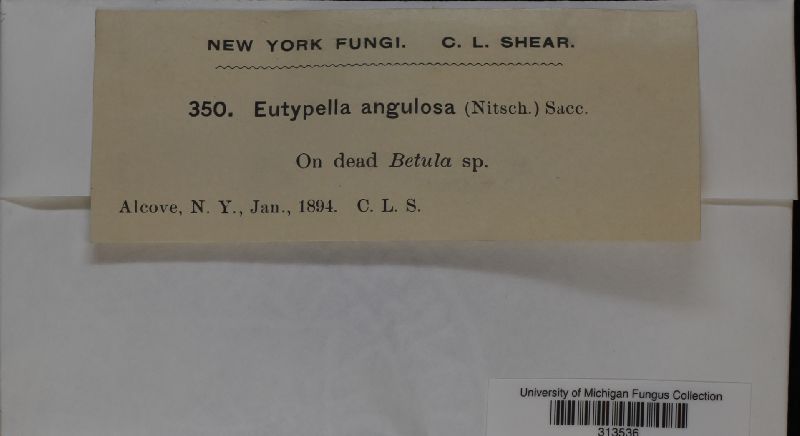 NEW YORK FUNGI. C. L. SHEAR.
350. Eutypella angulosa (Nitsch.) Sacc.
On dead Betula sp.
Alcove, N. Y., Jan., 1894. C. L. S.
University of Michigan Fungus Collection
313536